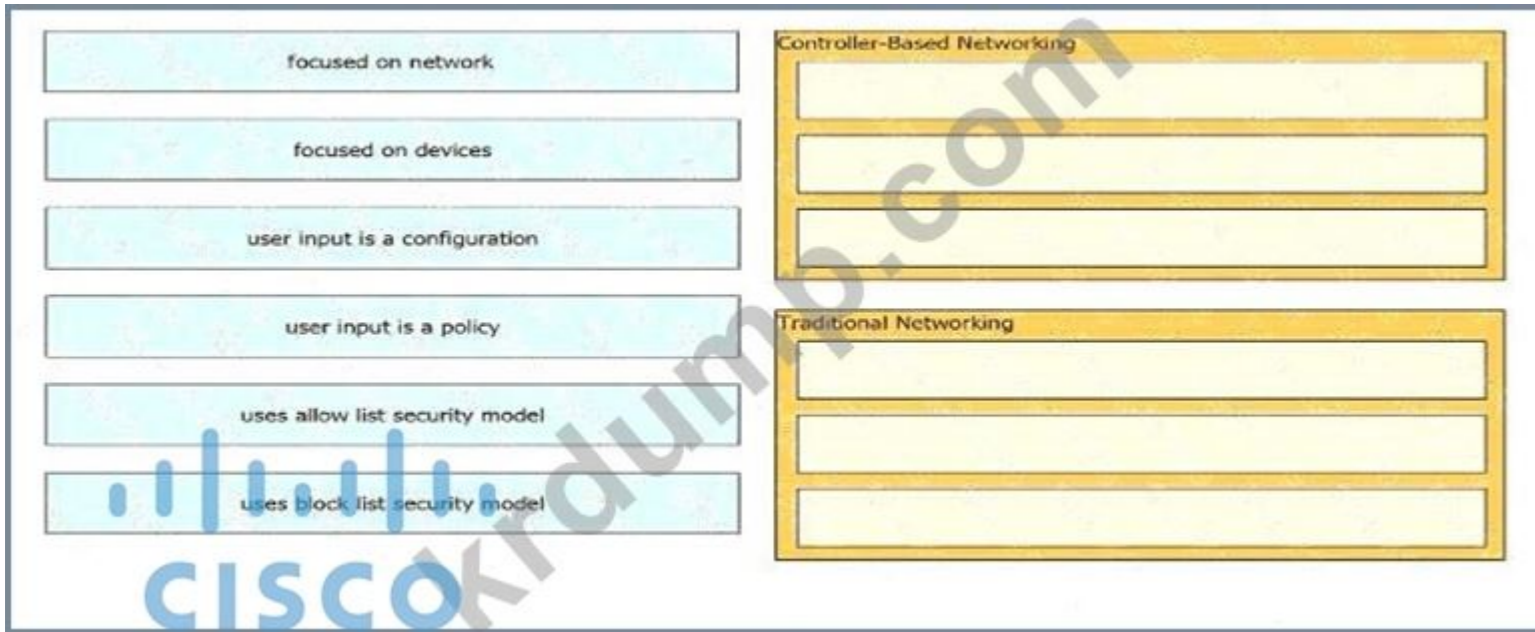 focused on network
focused on devices
user input is a configuration
user input is a policy
uses allow list security model
uses block list security model
Controller-Based Networking
Traditional Networking
krdump.com
CISCO